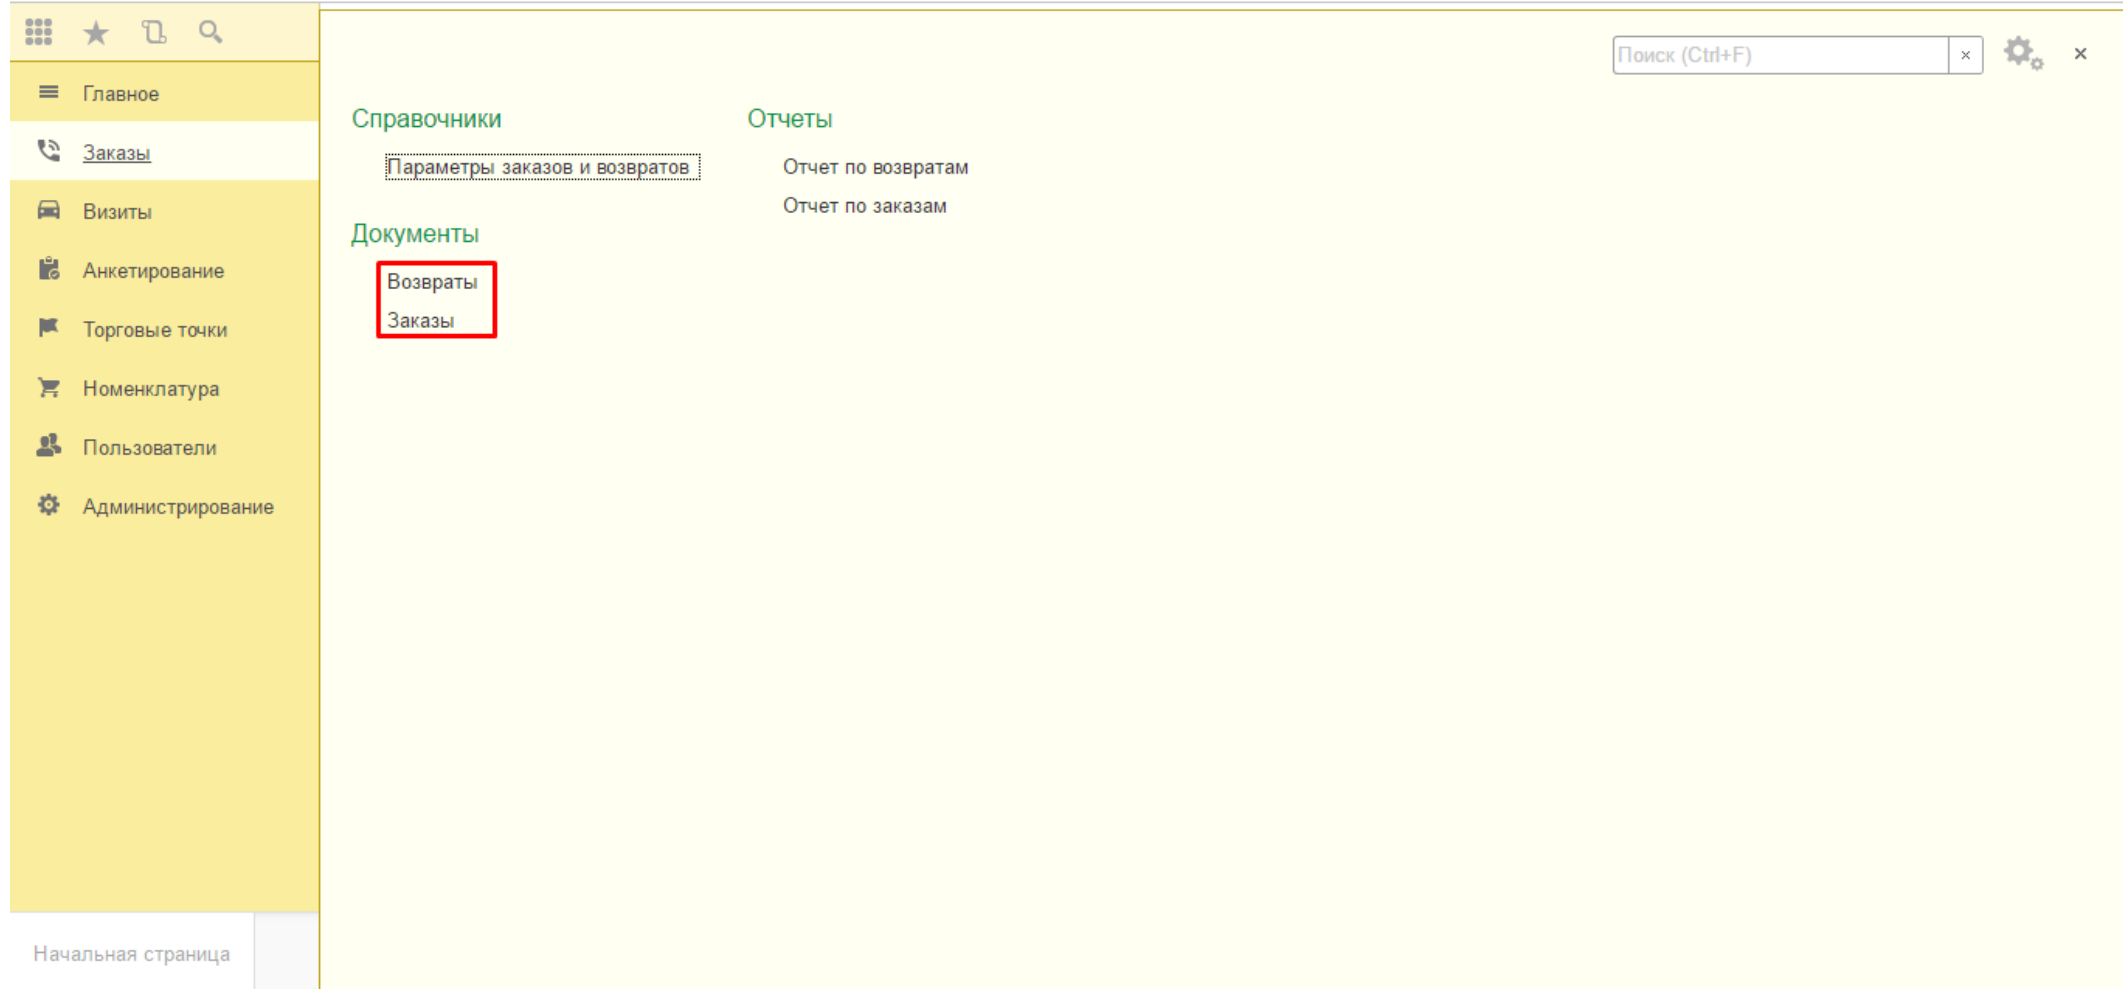 Главное
Заказы
Визиты
Анкетирование
Торговые точки
Номенклатура
Пользователи
Администрирование
Начальная страница
Поиск (Ctrl+F)
Справочники
Параметры заказов и возвратов
Документы
Возвраты
Заказы
Отчеты
Отчет по возвратам
Отчет по заказам